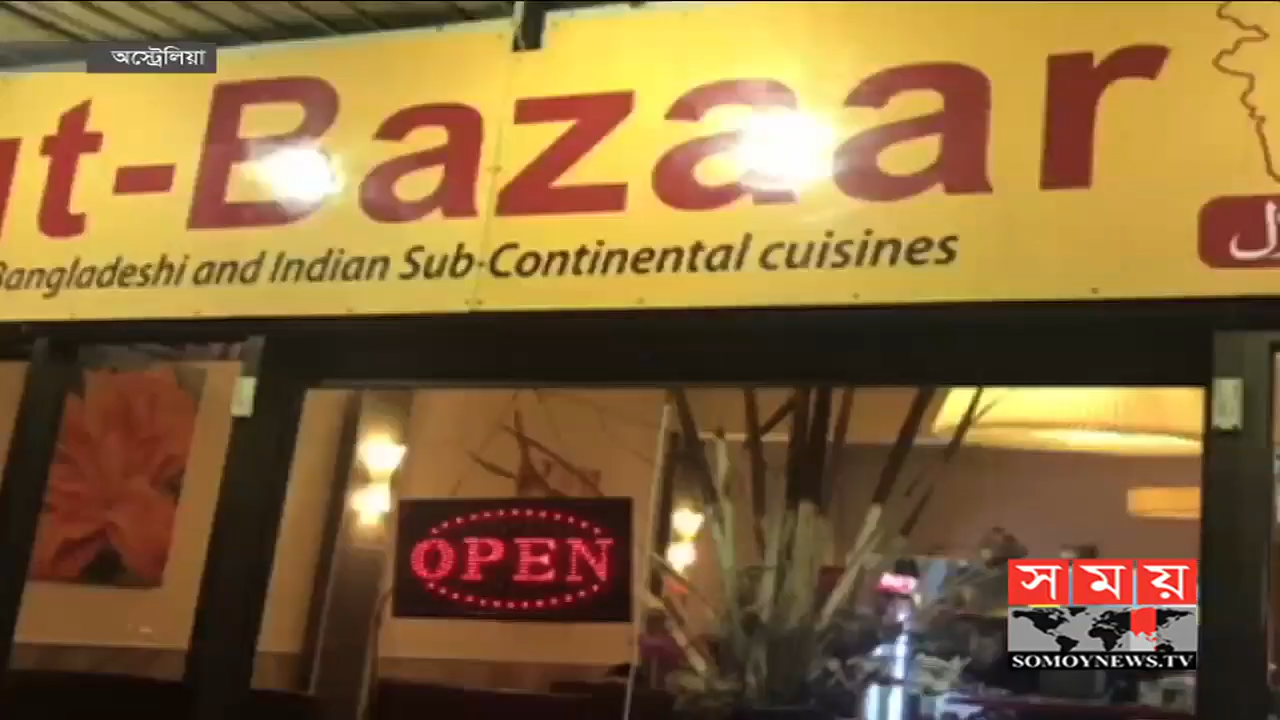 অস্ট্রেলিয়া
t-Bazaar
Bangladeshi and Indian Sub-Continental cuisines
OPEN
সময়
SOMOYNEWS.TV